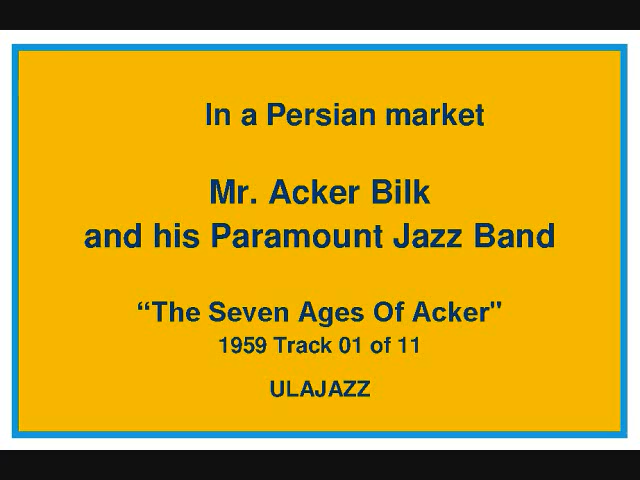 In a Persian market
Mr. Acker Bilk
and his Paramount Jazz Band
“The Seven Ages Of Acker"
1959 Track 01 of 11
ULAJAZZ